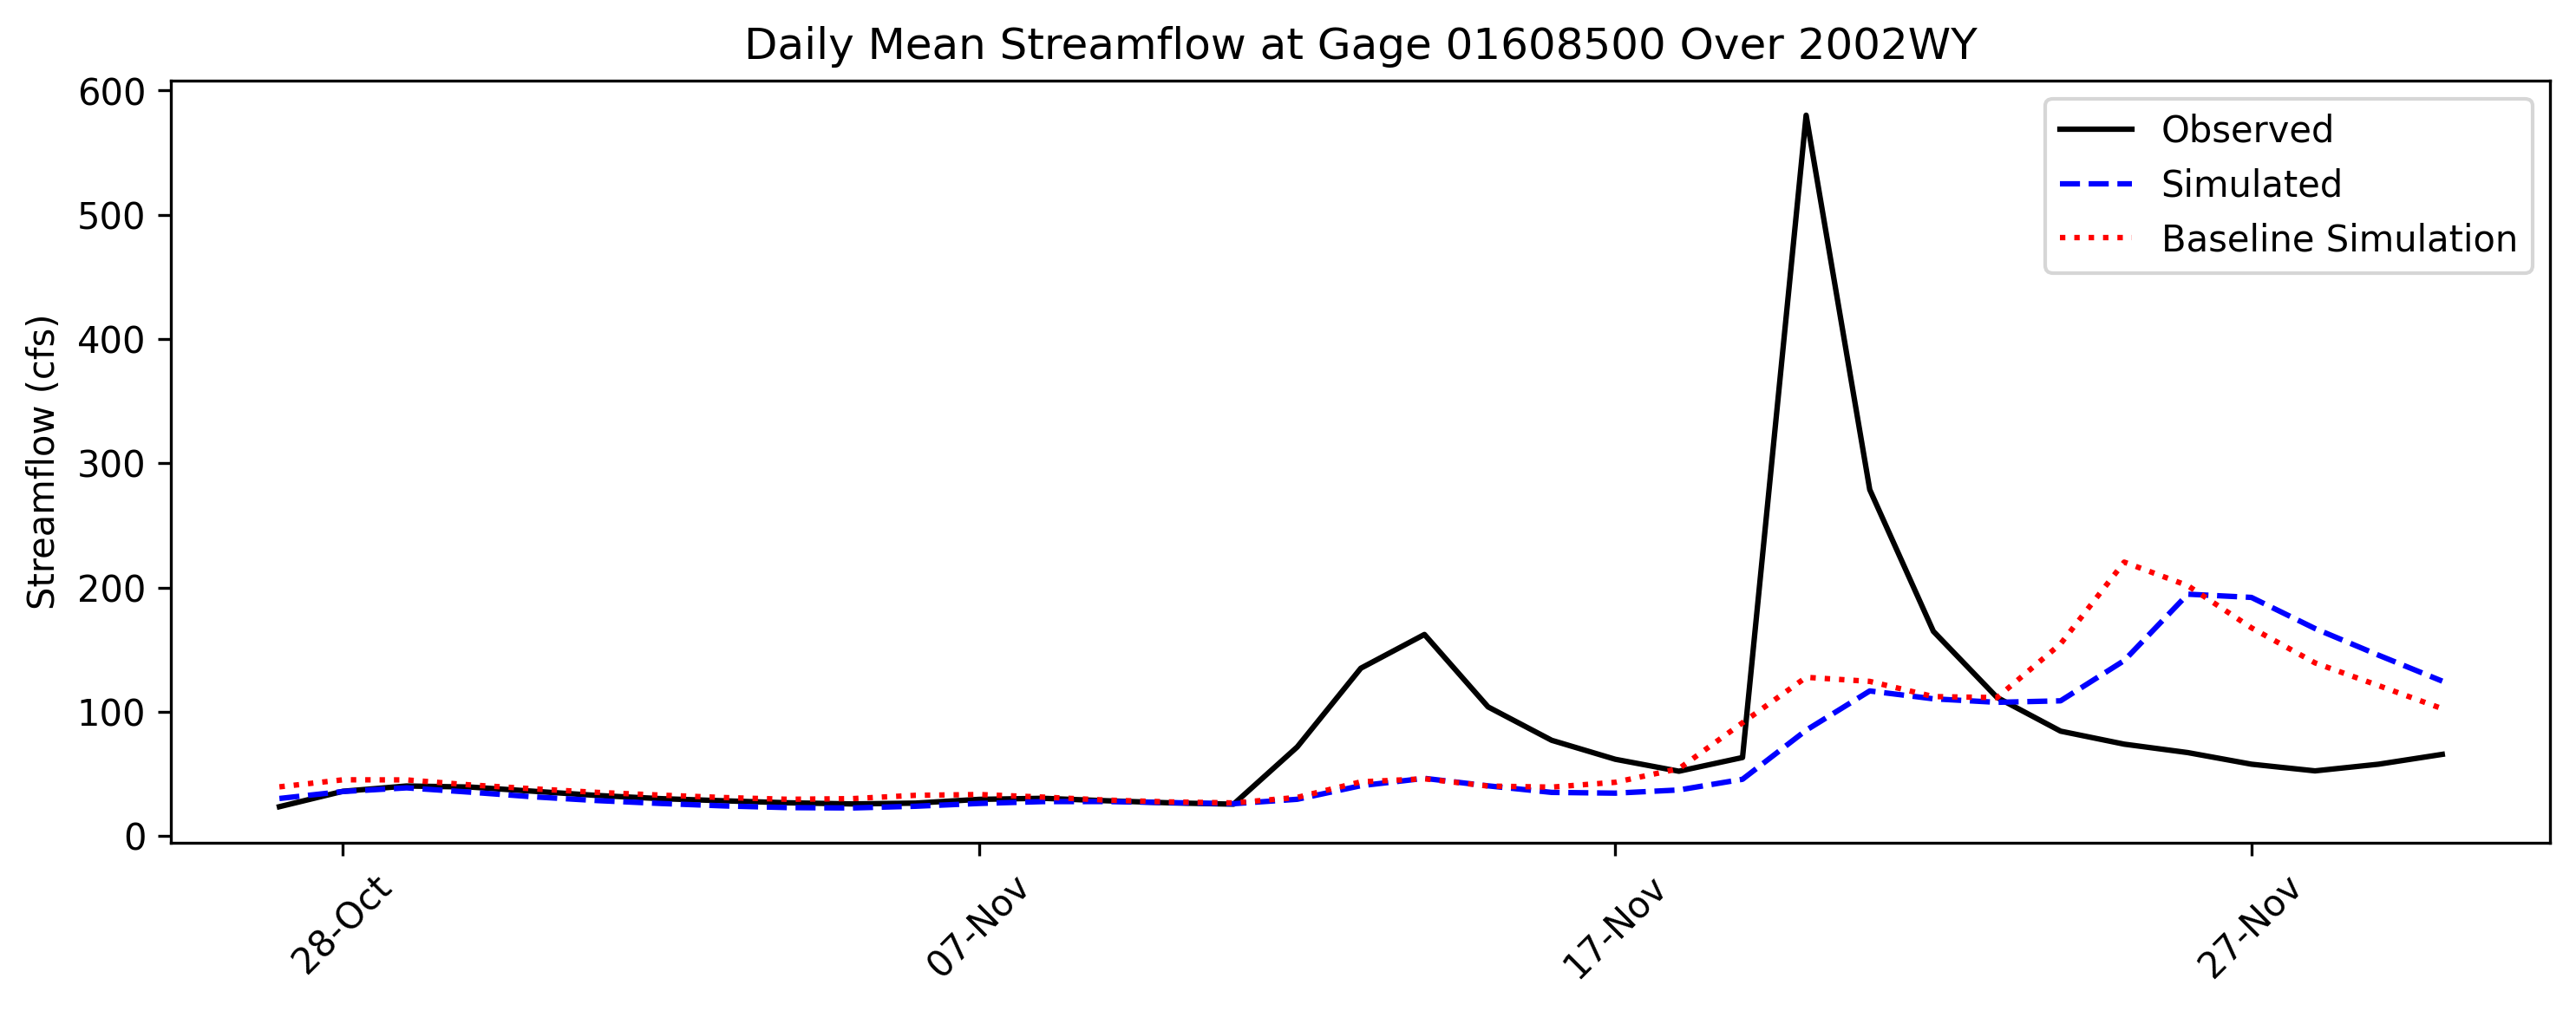 Daily Mean Streamflow at Gage 01608500 Over 2002WY
Streamflow (cfs)
600
500
400
300
200
100
0
Observed
Simulated
Baseline Simulation
28-Oct
07-Nov
17-Nov
27-Nov